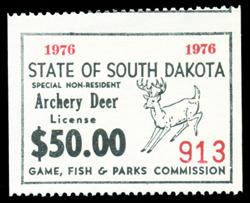 1976 1976
STATE OF SOUTH DAKOTA
SPECIAL NON-RESIDENT
Archery Deer
License
$50.00
913
GAME, FISH & PARKS COMMISSION